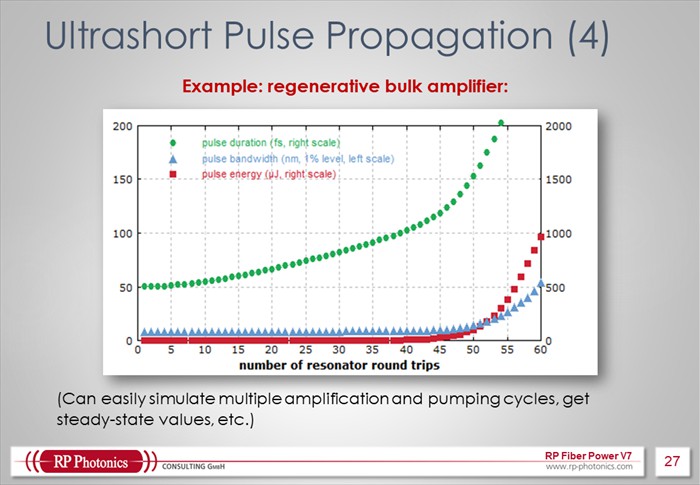 Ultrashort Pulse Propagation (4)
Example: regenerative bulk amplifier:
200
2000
pulse duration (fs, right scale)
pulse bandwidth (nm, 1% level, left scale)
pulse energy (µJ, right scale)
150
1500
100
1000
50
500
0
0
0 5 10 15 20 25 30 35 40 45 50 55 60
number of resonator round trips
(Can easily simulate multiple amplification and pumping cycles, get
steady-state values, etc.)
RP Photonics
CONSULTING GmbH
RP Fiber Power V7
www.rp-photonics.com
27